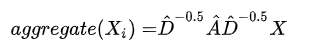 aggregate(X_i) = D̂^{-0.5} Â D̂^{-0.5} X